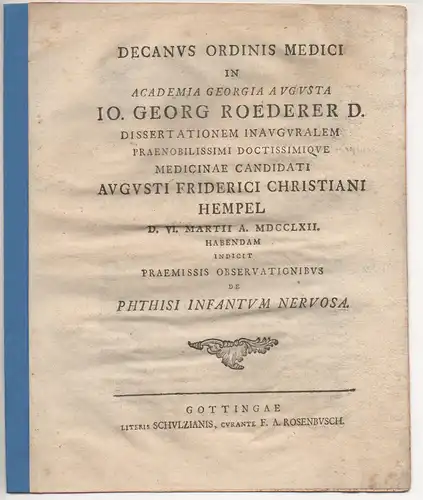 DECANVS ORDINIS MEDICI
IN
ACADEMIA GEORGIA AVGVSTA
IO. GEORG ROEDERER D.
DISSERTATIONEM INAVGVRALEM
PRAENOBILISSIMI DOCTISSIMIQVE
MEDICINAE CANDIDATI
AVGVSTI FRIDERICI CHRISTIANI
HEMPEL
D. VI. MARTII A. MDCCLXII.
HABENDAM
INDICIT
PRAEMISSIS OBSERVATIONIBVS
DE
PHTHISI INFANTVM NERVOSA.
GOTTINGAE
LITERIS SCHVLZIANIS, CVRANTE F. A. ROSENBVSCH.